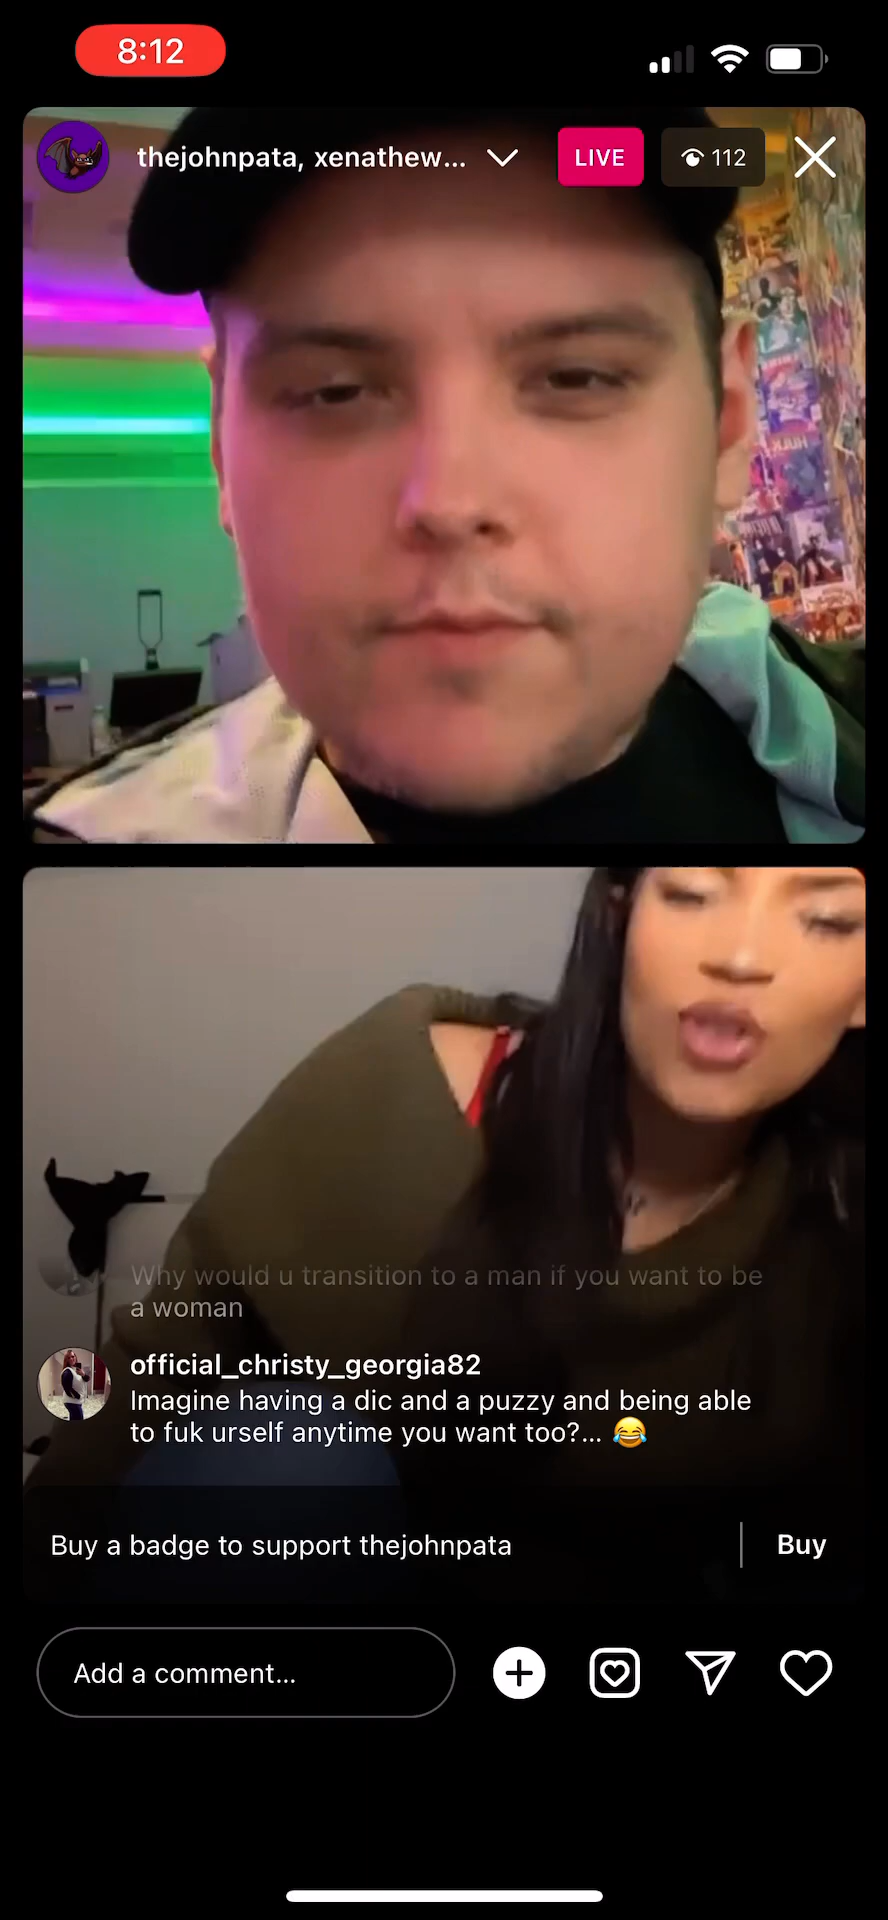 8:12
thejohnpata, xenathew...
LIVE
112
Why would u transition to a man if you want to be
a woman
official_christy_georgia82
Imagine having a dic and a puzzy and being able
to fuk urself anytime you want too?... 😂
Buy a badge to support thejohnpata
Buy
Add a comment...